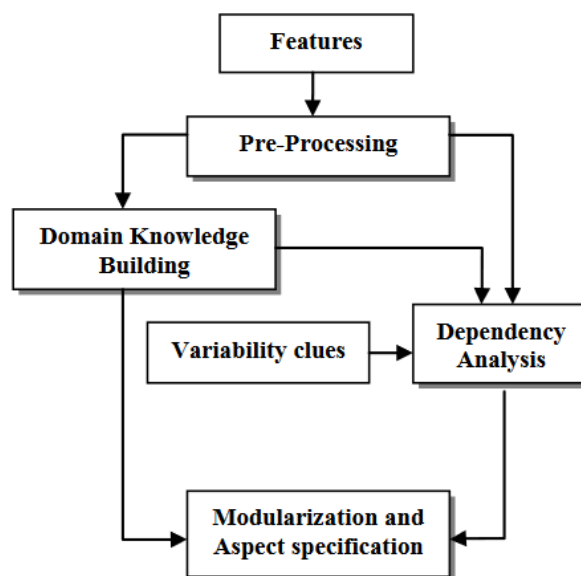 Features
Pre-Processing
Domain Knowledge
Building
Variability clues
Dependency
Analysis
Modularization and
Aspect specification